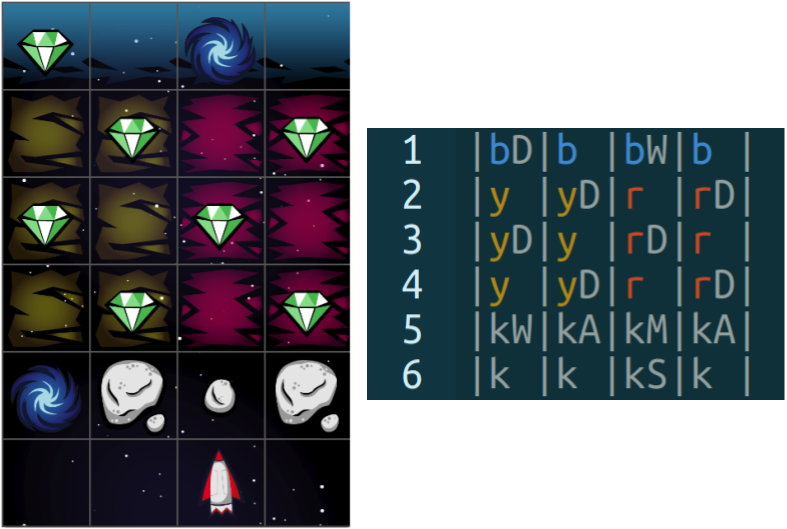 1 |bD|b |bW|b |
2 |y |yD|r |rD|
3 |yD|y |rD|r |
4 |y |yD|r |rD|
5 |kW|kA|kM|kA|
6 |k |k |kS|k |